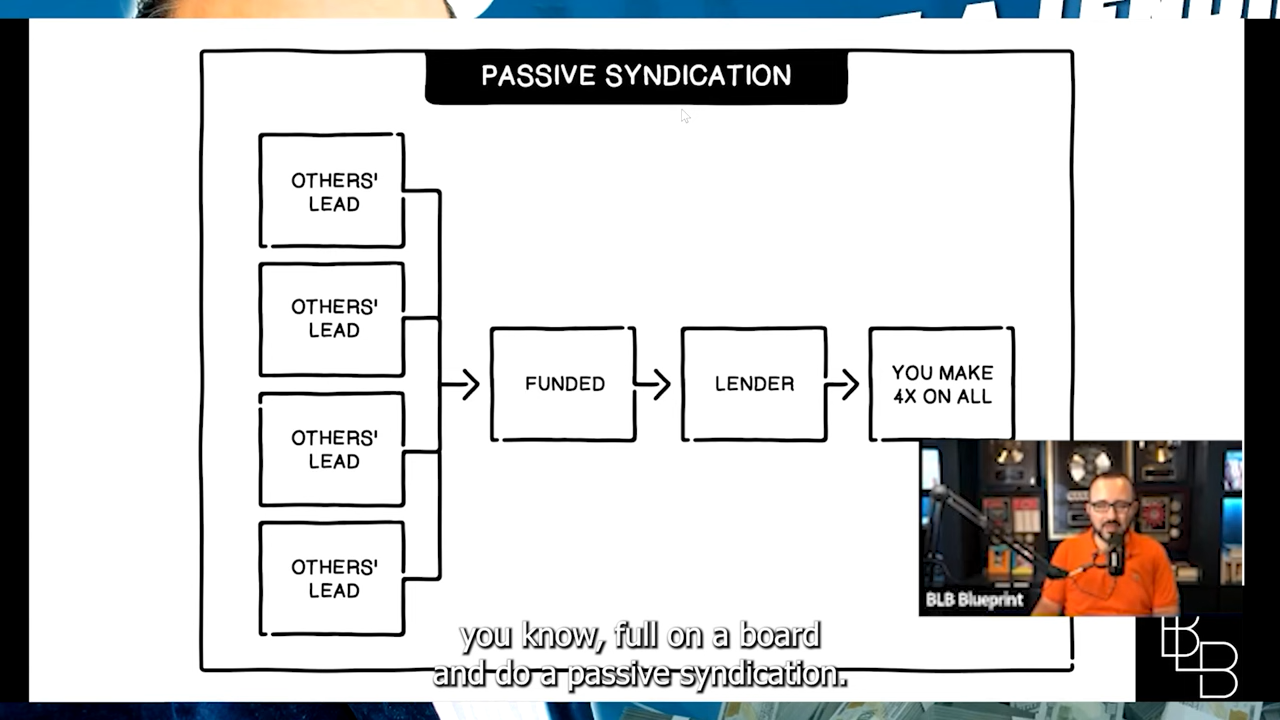 PASSIVE SYNDICATION
OTHERS'
LEAD
OTHERS'
LEAD
OTHERS'
LEAD
OTHERS'
LEAD
FUNDED
LENDER
YOU MAKE
4X ON ALL
BLB Blueprint
you know, full on a board
and do a passive syndication.
BLB